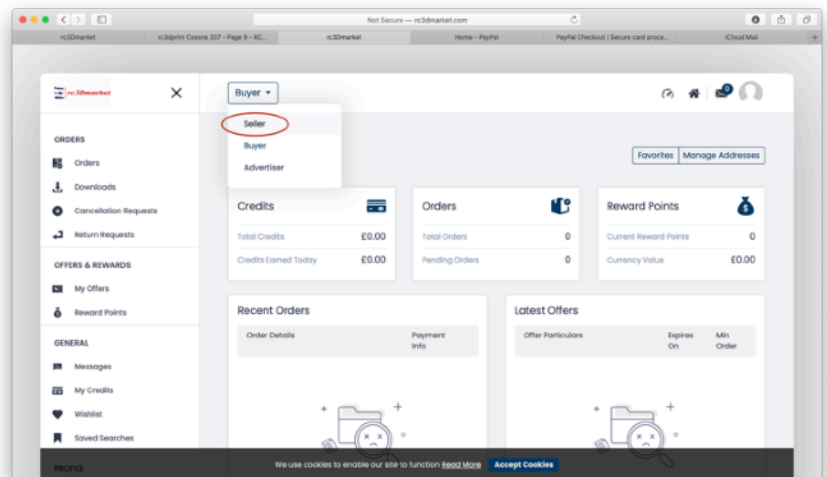 Not Secure — rc3dmarket.com
rc3Dmarket
rc3dprint Cessna 337 - Page 9 - RC...
rc3Dmarket
Home - PayPal
PayPal Checkout | Secure card proce...
iCloud Mail
rc3dmarket
Buyer
Seller
Buyer
Advertiser
0
Favorites
Manage Addresses
ORDERS
Orders
Downloads
Cancellation Requests
Return Requests
OFFERS & REWARDS
My Offers
Reward Points
GENERAL
Messages
My Credits
Wishlist
Saved Searches
PROFILE
Credits
Total Credits £0.00
Credits Earned Today £0.00
Orders
Total Orders 0
Pending Orders 0
Reward Points
Current Reward Points 0
Currency Value £0.00
Recent Orders
Order Details Payment Info
Latest Offers
Offer Particulars Expires On Min Order
We use cookies to enable our site to function Read More Accept Cookies